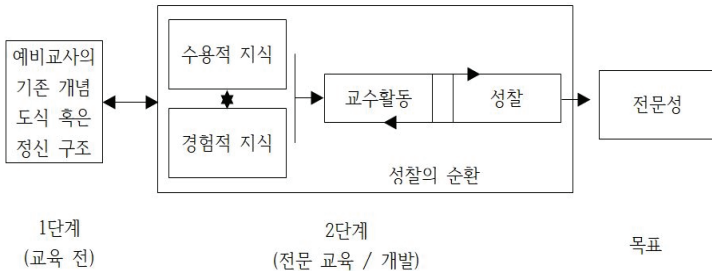 예비교사의
기존 개념
도식 혹은
정신 구조
수용적 지식
경험적 지식
교수활동
성찰
성찰의 순환
전문성
1단계
(교육 전)
2단계
(전문 교육 / 개발)
목표